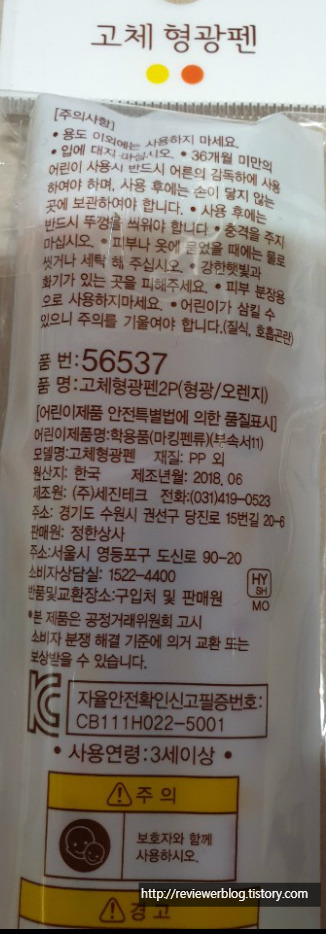 고체 형광펜
[주의사항]
• 용도 이외에는 사용하지 마세요.
• 입에 대지 마십시오. • 36개월 미만의
어린이 사용시 반드시 어른의 감독하에 사용
하여야 하며, 사용 후에는 손이 닿지 않는
곳에 보관하여야 합니다. • 사용 후에는
반드시 뚜껑을 씌워야 합니다. • 충격을 주지
마십시오. • 피부나 옷에 묻었을 때에는 물로
씻거나 세탁 해 주십시오. • 강한햇빛과
화기가 있는 곳을 피해주세요. • 피부 분장용
으로 사용하지마세요. • 어린이가 삼킬 수
있으니 주의를 기울여야 합니다.(질식, 호흡곤란)
품 번:56537
품 명:고체형광펜2P(형광/오렌지)
[어린이제품 안전특별법에 의한 품질표시]
어린이제품명:학용품(마킹펜류)(부속서11)
모델명:고체형광펜 재질: PP 외
원산지: 한국 제조년월: 2018, 06
제조원: (주)세진테크 전화:(031)419-0523
주소: 경기도 수원시 권선구 당진로 15번길 20-6
판매원: 정한상사
주소:서울시 영등포구 도신로 90-20
소비자상담실: 1522-4400
반품및교환장소:구입처 및 판매원
HY
SH
MO
*본 제품은 공정거래위원회 고시
소비자 분쟁 해결 기준에 의거 교환 또는
보상받을 수 있습니다.
KC
자율안전확인신고필증번호:
CB111H022-5001
• 사용연령:3세이상 •
주 의
보호자와 함께
사용하시오.
http://reviewerblog.tistory.com
경 고